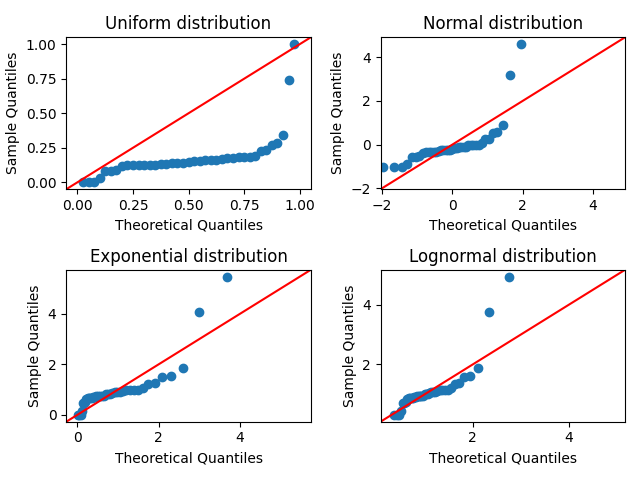 Uniform distribution
1.00
0.75
0.50
0.25
0.00
Sample Quantiles
0.00 0.25 0.50 0.75 1.00
Theoretical Quantiles
Normal distribution
4
2
0
−2
Sample Quantiles
−2 0 2 4
Theoretical Quantiles
Exponential distribution
4
2
0
Sample Quantiles
0 2 4
Theoretical Quantiles
Lognormal distribution
4
2
Sample Quantiles
2 4
Theoretical Quantiles